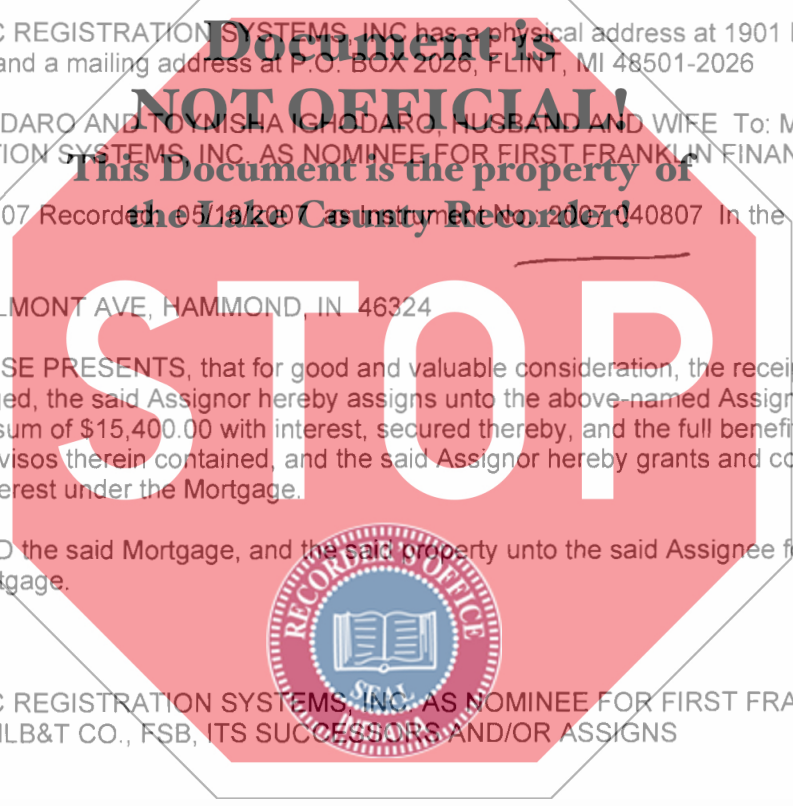 C REGISTRATION SYSTEMS, INC has a physical address at 1901
Document is
and a mailing address at P.O. BOX 2026, FLINT, MI 48501-2026
NOT OFFICIAL!
DARO AND TOYNISHA IGHODARO, HUSBAND AND WIFE To: M
TION SYSTEMS, INC. AS NOMINEE FOR FIRST FRANKLIN FINAN
This Document is the property of
07 Recorded: 05/18/2007 as Instrument No.: 2007 040807 In the
the Lake County Recorder!
LMONT AVE, HAMMOND, IN 46324
STOP
SE PRESENTS, that for good and valuable consideration, the recei
ged, the said Assignor hereby assigns unto the above-named Assign
sum of $15,400.00 with interest, secured thereby, and the full benefi
visos therein contained, and the said Assignor hereby grants and co
erest under the Mortgage.
D the said Mortgage, and the said property unto the said Assignee f
tgage.
RECORDER'S OFFICE
SEAL
INDIANA
C REGISTRATION SYSTEMS, INC. AS NOMINEE FOR FIRST FRA
NLB&T CO., FSB, ITS SUCCESSORS AND/OR ASSIGNS